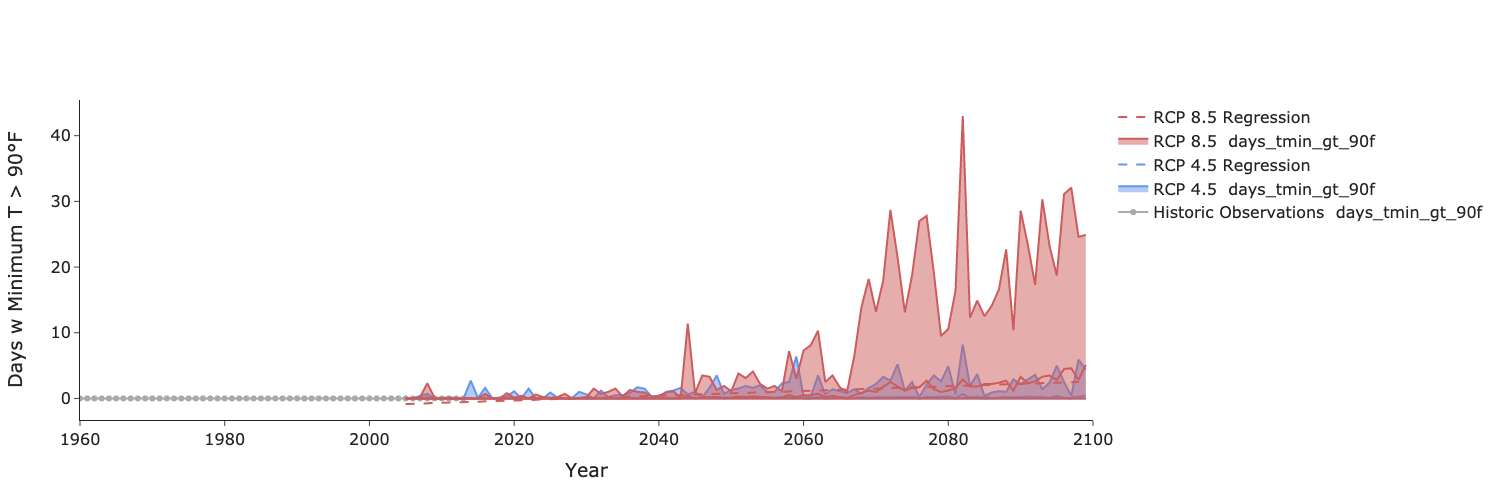 Days w Minimum T > 90°F
40
30
20
10
0
1960
1980
2000
2020
2040
2060
2080
2100
Year
RCP 8.5 Regression
RCP 8.5 days_tmin_gt_90f
RCP 4.5 Regression
RCP 4.5 days_tmin_gt_90f
Historic Observations days_tmin_gt_90f